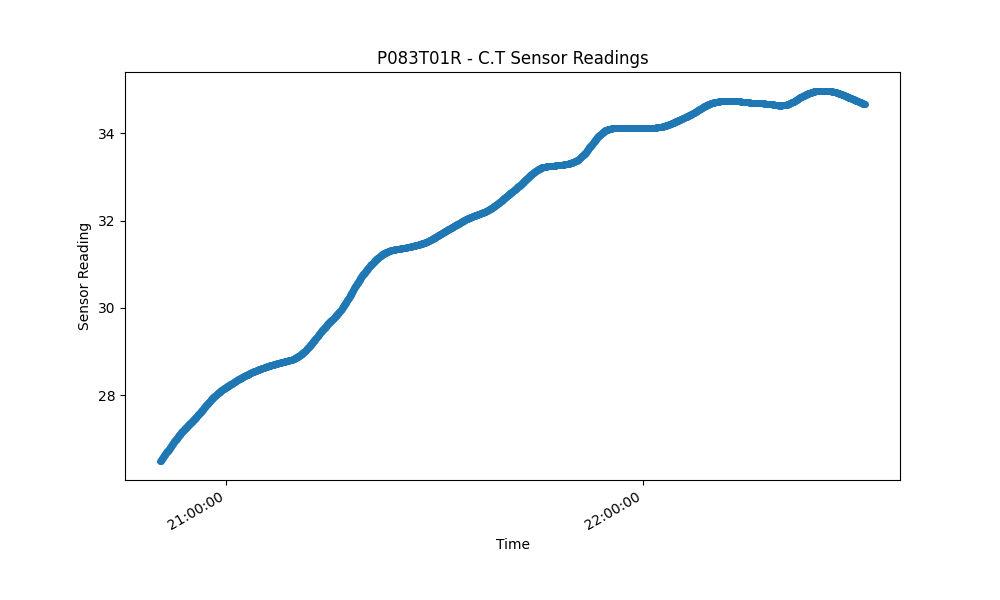 P083T01R - C.T Sensor Readings
Sensor Reading
34
32
30
28
21:00:00
22:00:00
Time